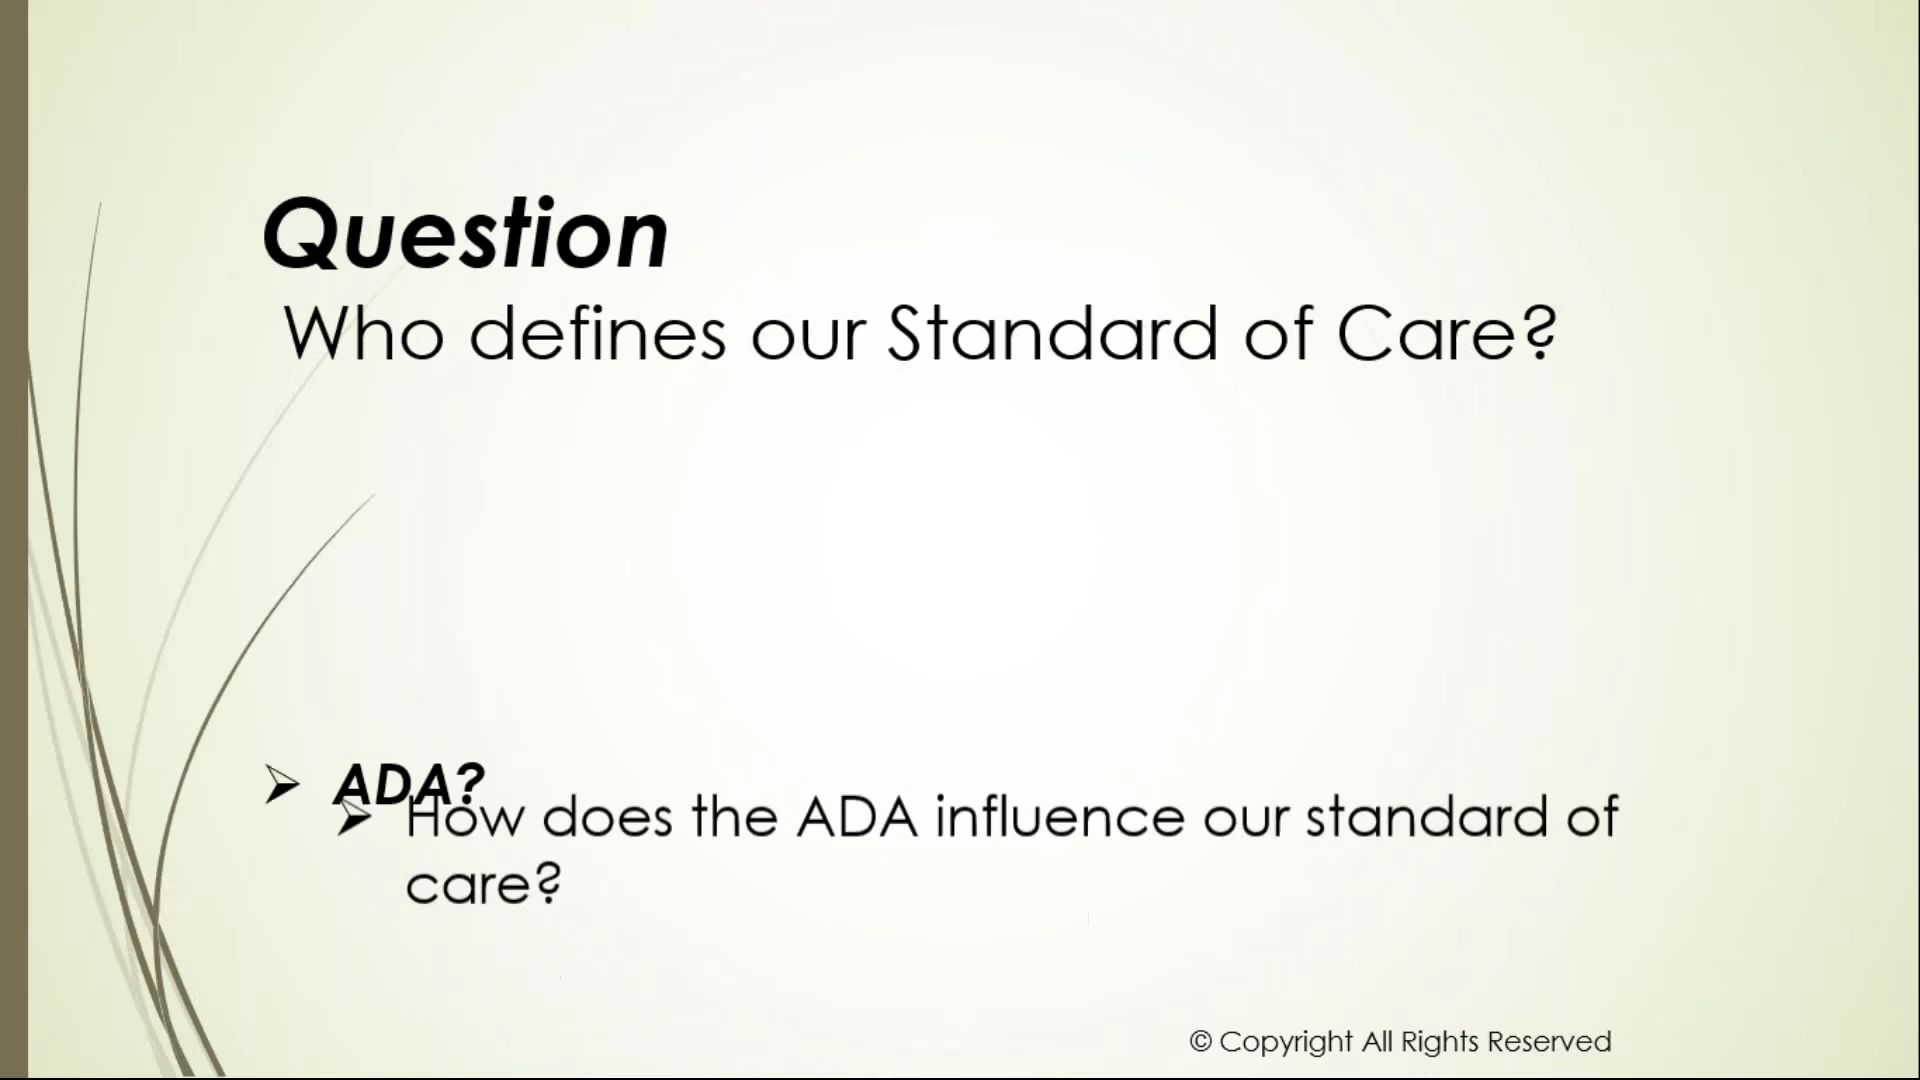 Question
Who defines our Standard of Care?
➢ ADA?
➢ How does the ADA influence our standard of
care?
© Copyright All Rights Reserved